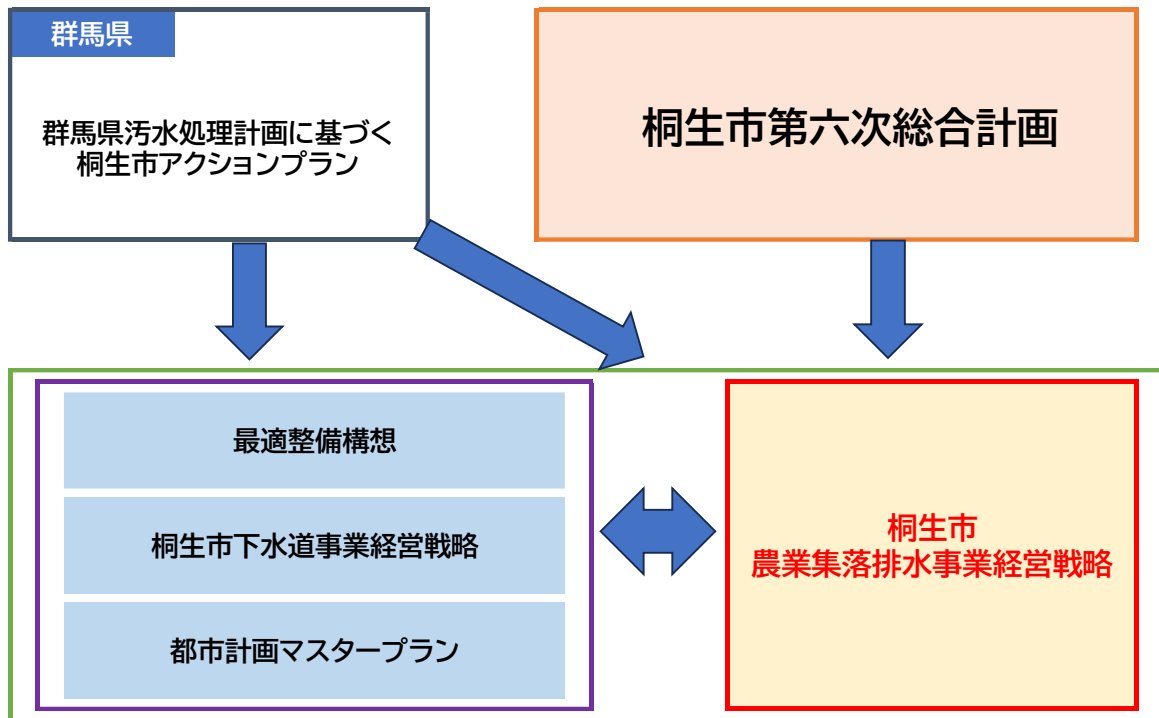 群馬県
群馬県汚水処理計画に基づく
桐生市アクションプラン
桐生市第六次総合計画
最適整備構想
桐生市下水道事業経営戦略
都市計画マスタープラン
桐生市
農業集落排水事業経営戦略